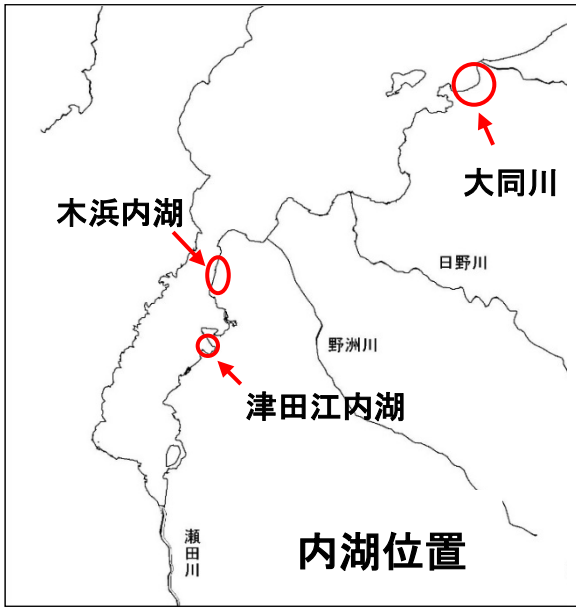 大同川
木浜内湖
日野川
野洲川
津田江内湖
瀬田川
内湖位置